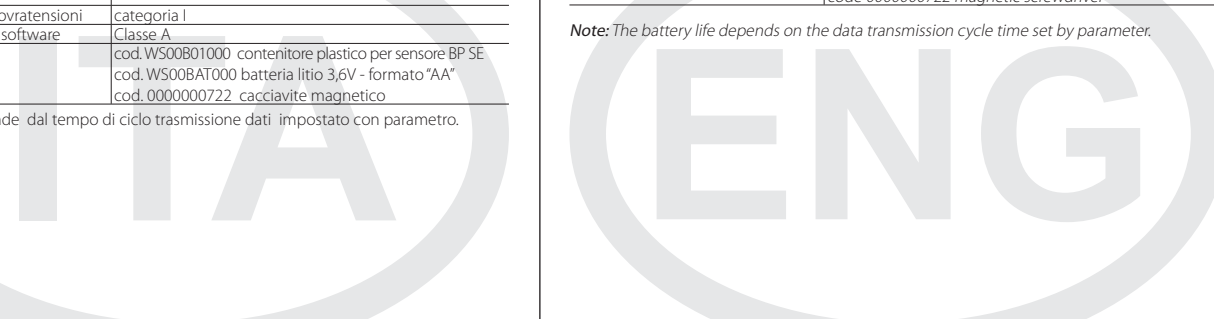 ovratensioni categoria I
software Classe A
cod. WS00B01000 contenitore plastico per sensore BP SE
cod. WS00BAT000 batteria litio 3,6V - formato “AA”
cod. 0000000722 cacciavite magnetico
dal tempo di ciclo trasmissione dati impostato con parametro.
ITA
code 0000000722 magnetic screwdriver
Note: The battery life depends on the data transmission cycle time set by parameter.
ENG